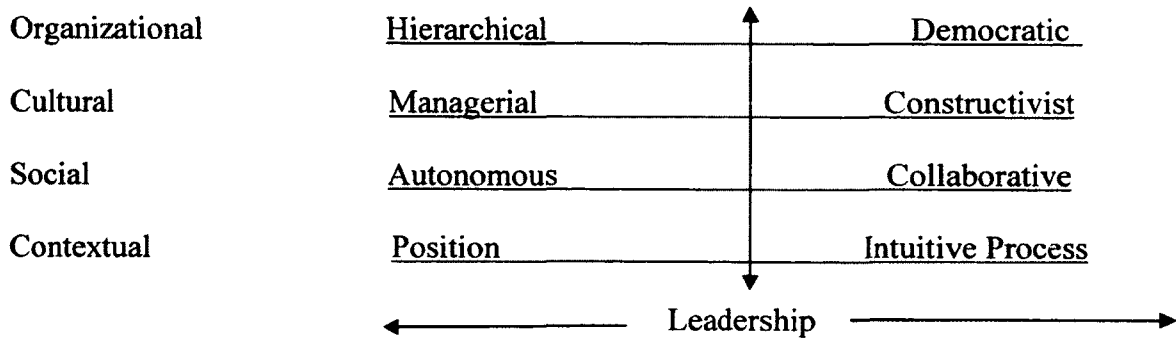 Organizational Hierarchical Democratic
Cultural Managerial Constructivist
Social Autonomous Collaborative
Contextual Position Intuitive Process
Leadership